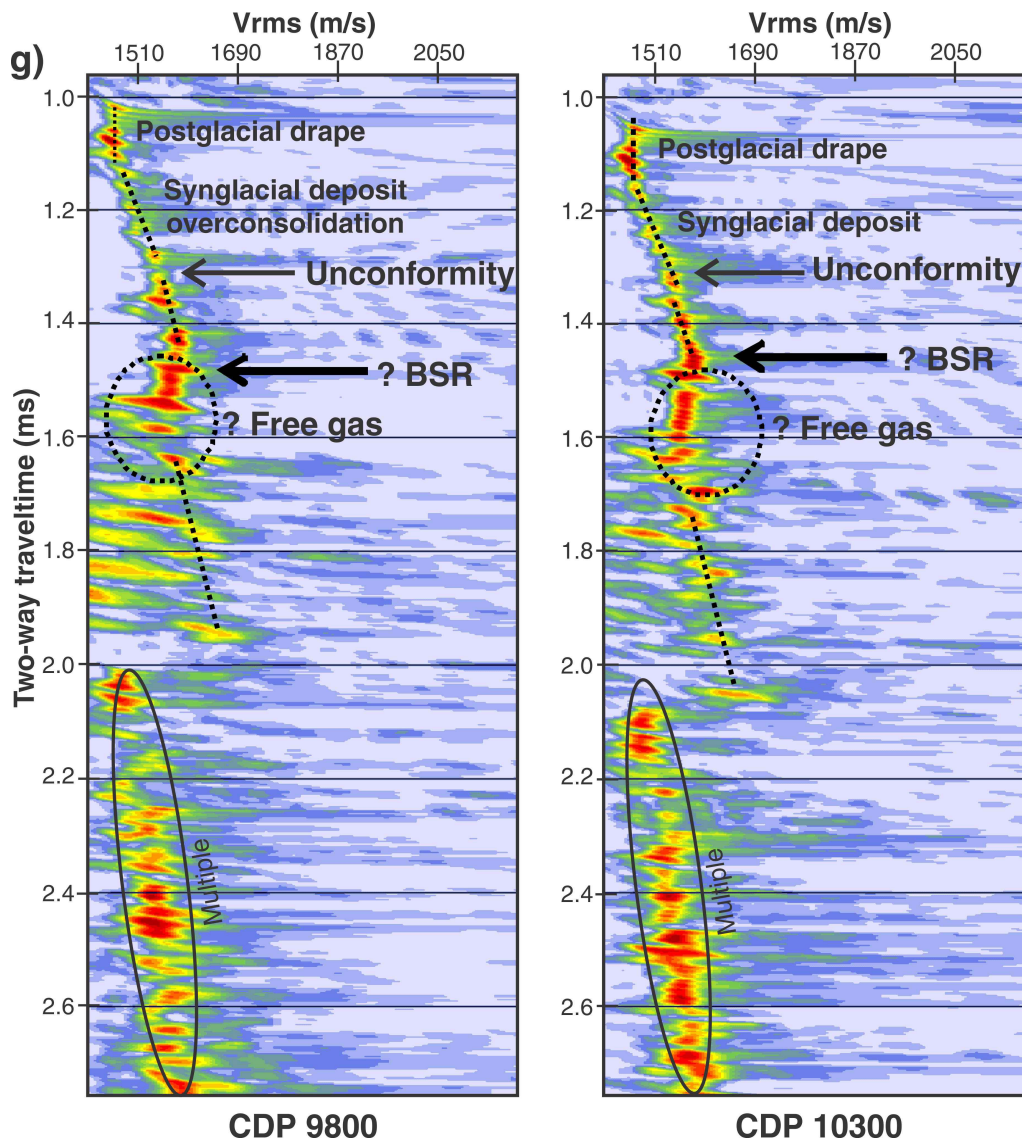 g)
Vrms (m/s)
1510 1690 1870 2050
Two-way traveltime (ms)
1.0
1.2
1.4
1.6
1.8
2.0
2.2
2.4
2.6
Postglacial drape
Synglacial deposit
overconsolidation
Unconformity
? BSR
? Free gas
Multiple
CDP 9800
Vrms (m/s)
1510 1690 1870 2050
1.0
1.2
1.4
1.6
1.8
2.0
2.2
2.4
2.6
Postglacial drape
Synglacial deposit
Unconformity
? BSR
? Free gas
Multiple
CDP 10300